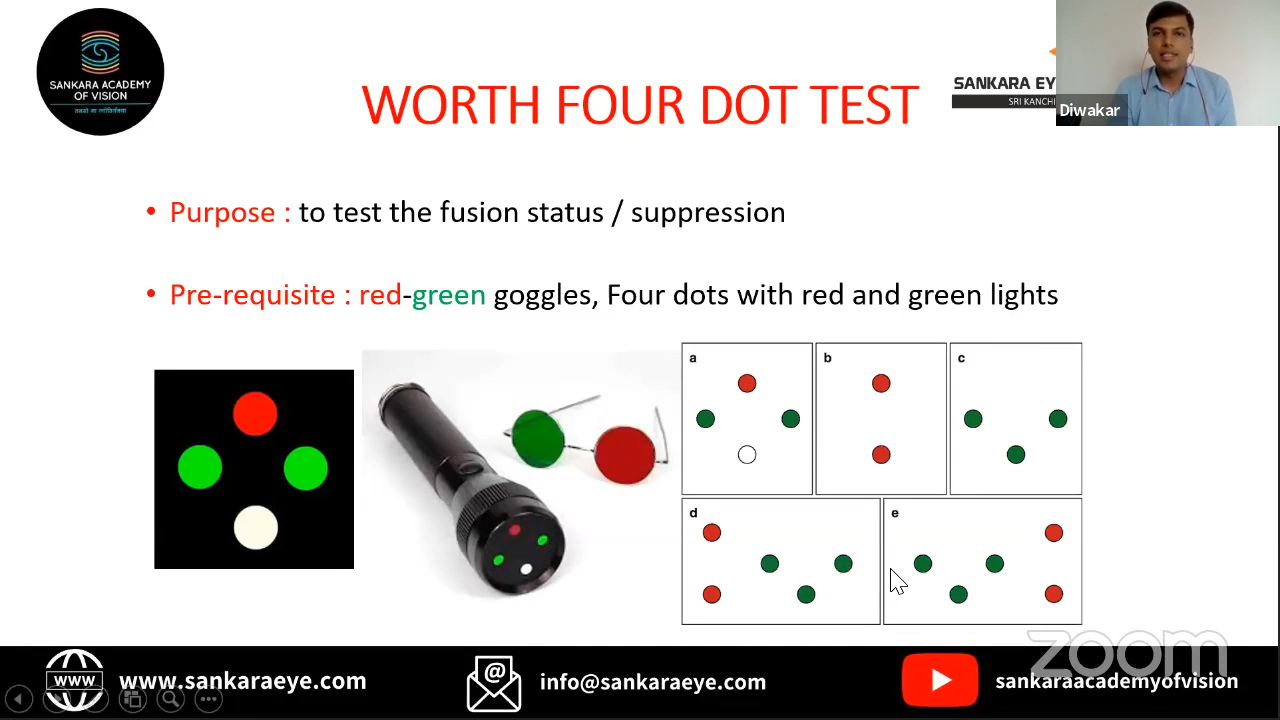 SANKARA ACADEMY
OF VISION
WORTH FOUR DOT TEST
SANKARA EY
SRI KANCHI
Diwakar
• Purpose : to test the fusion status / suppression
• Pre-requisite : red-green goggles, Four dots with red and green lights
a
b
c
d
e
zoom
www
www.sankaraeye.com
@
info@sankaraeye.com
sankaraacademyofvision